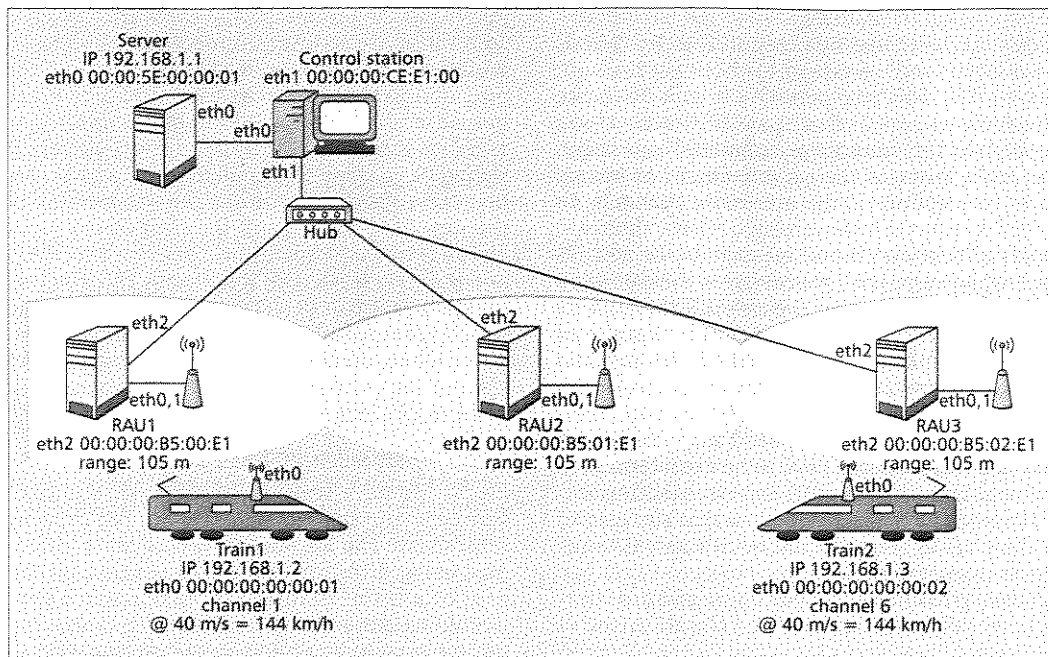 Server
IP 192.168.1.1
eth0 00:00:5E:00:00:01
Control station
eth1 00:00:00:CE:E1:00
eth0
eth0
eth1
Hub
eth2
eth0,1
RAU1
eth2 00:00:00:B5:00:E1
range: 105 m
eth2
eth0,1
RAU2
eth2 00:00:00:B5:01:E1
range: 105 m
eth2
eth0,1
RAU3
eth2 00:00:00:B5:02:E1
range: 105 m
eth0
Train1
IP 192.168.1.2
eth0 00:00:00:00:00:01
channel 1
@ 40 m/s = 144 km/h
eth0
Train2
IP 192.168.1.3
eth0 00:00:00:00:00:02
channel 6
@ 40 m/s = 144 km/h